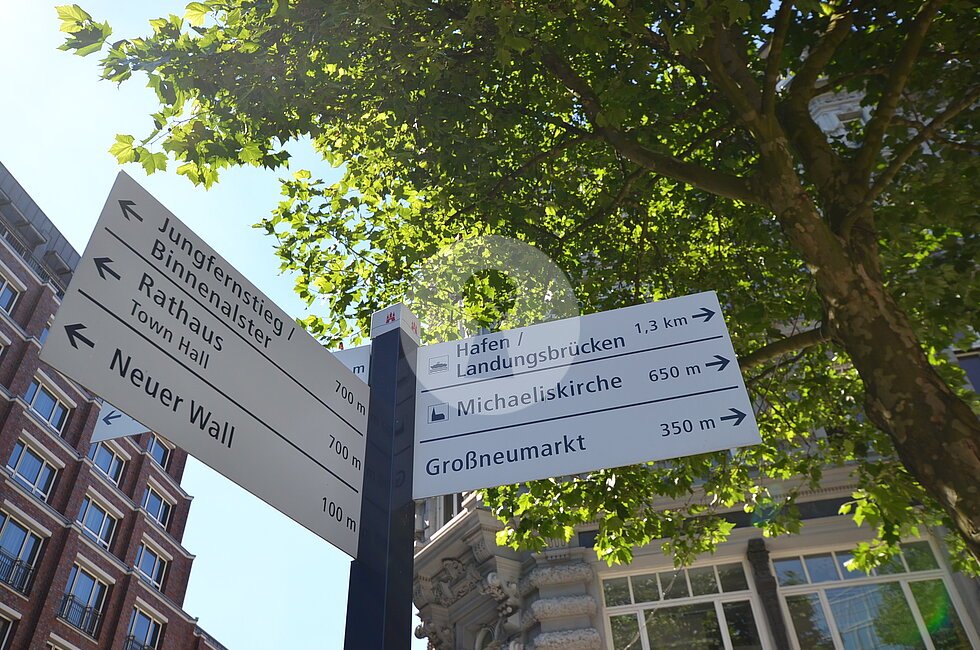 Jungfernstieg /
Binnenalster
700 m
Rathaus
Town Hall
700 m
Neuer Wall
100 m
m
Hafen /
Landungsbrücken 1,3 km
Michaeliskirche 650 m
Großneumarkt 350 m